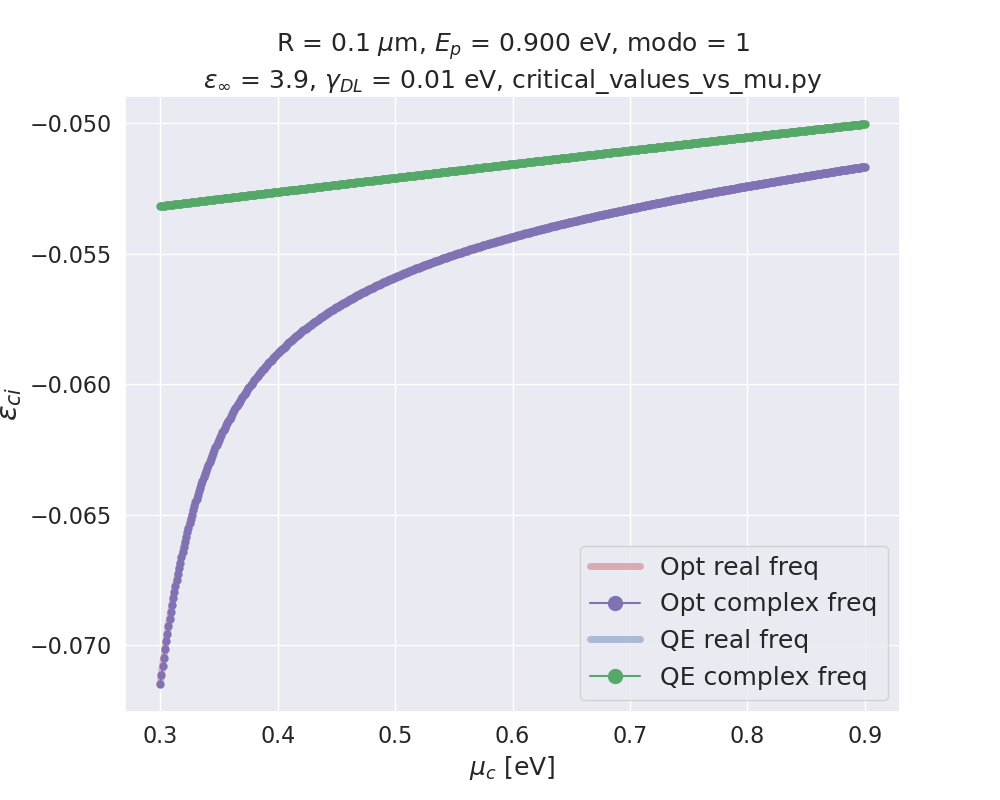 R = 0.1 μm, E_p = 0.900 eV, modo = 1
ε_∞ = 3.9, γ_DL = 0.01 eV, critical_values_vs_mu.py
−0.050
−0.055
−0.060
−0.065
−0.070
ε_ci
Opt real freq
Opt complex freq
QE real freq
QE complex freq
0.3 0.4 0.5 0.6 0.7 0.8 0.9
μ_c [eV]